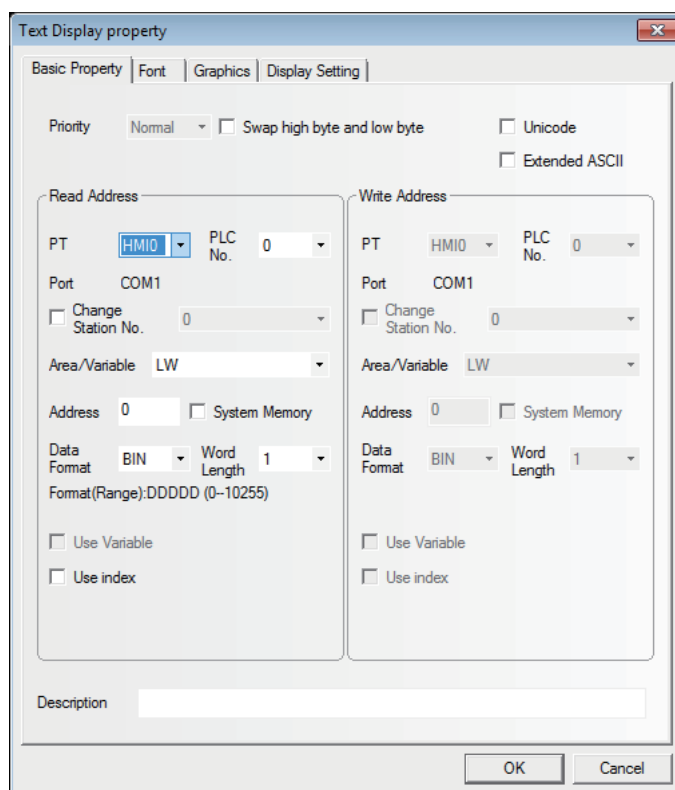 Text Display property
Basic Property Font Graphics Display Setting
Priority Normal Swap high byte and low byte Unicode
Extended ASCII
Read Address
PT HMI0 PLC No. 0
Port COM1
Change Station No. 0
Area/Variable LW
Address 0 System Memory
Data Format BIN Word Length 1
Format(Range):DDDDD (0--10255)
Use Variable
Use index
Write Address
PT HMI0 PLC No. 0
Port COM1
Change Station No. 0
Area/Variable LW
Address 0 System Memory
Data Format BIN Word Length 1
Use Variable
Use index
Description
OK Cancel